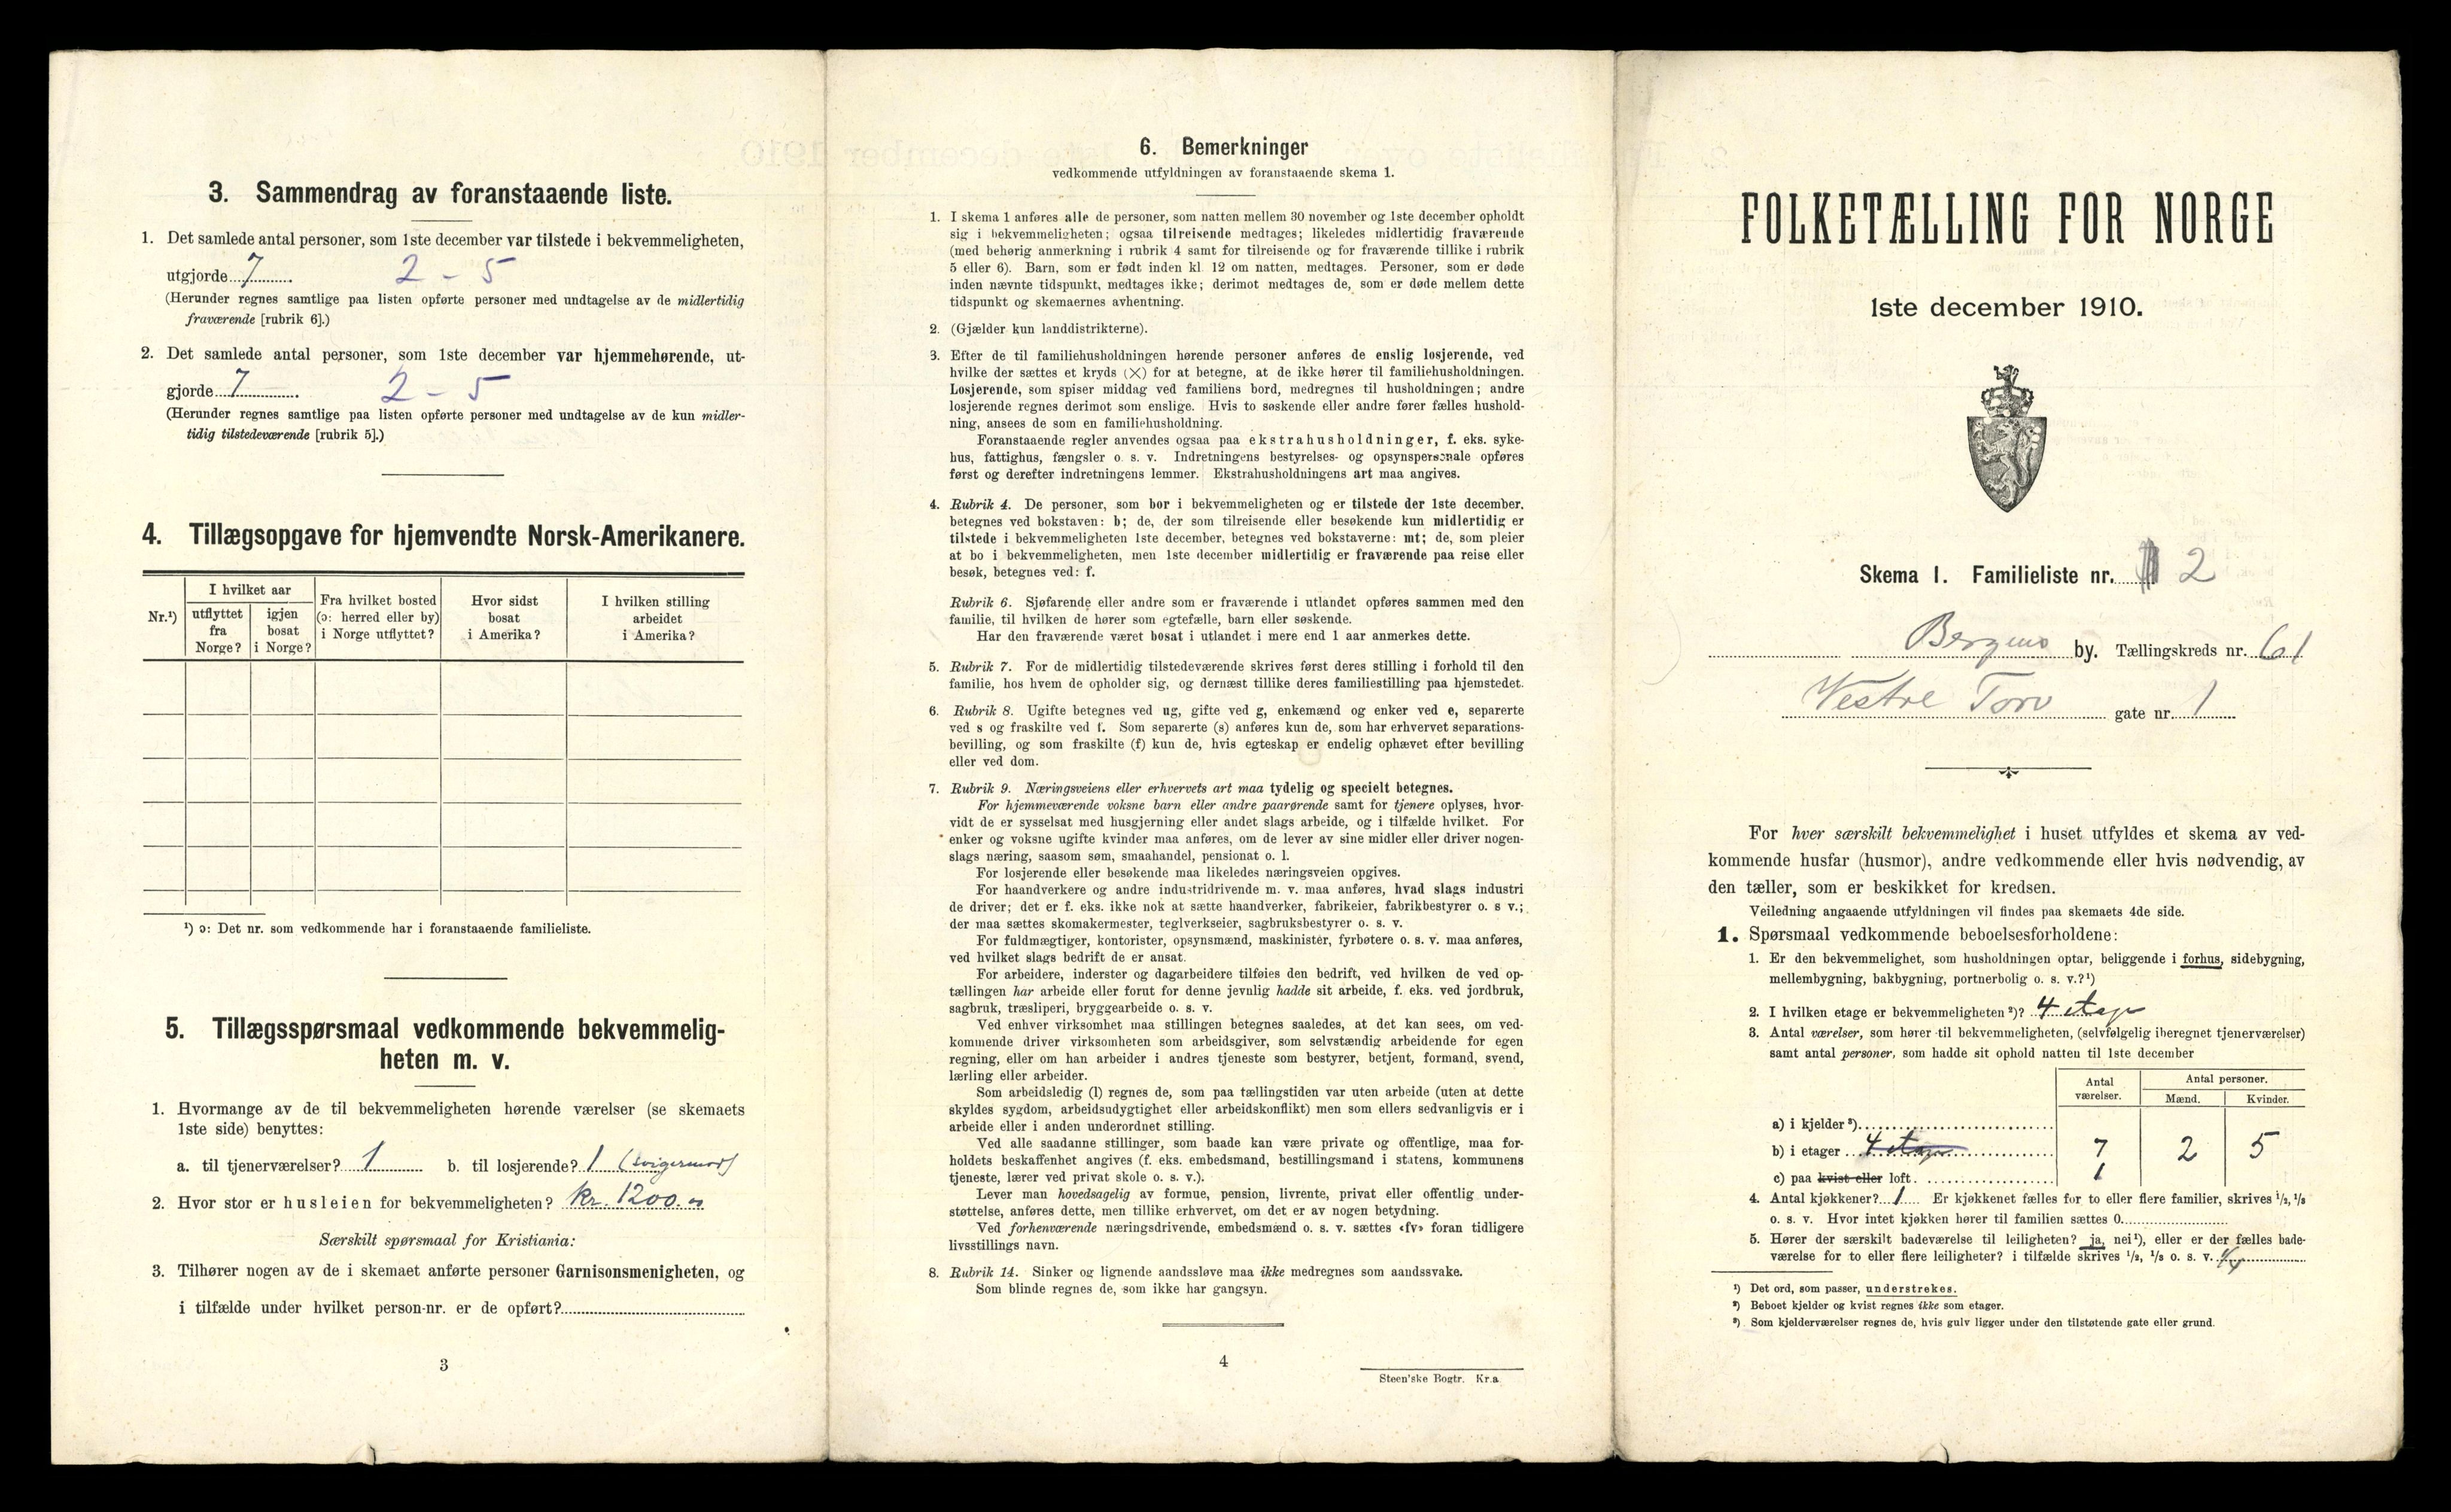 3. Sammendrag av foranstaaende liste.
1. Det samlede antal personer, som 1ste december var tilstede i bekvemmeligheten,
utgjorde 7 2 - 5
(Herunder regnes samtlige paa listen opførte personer med undtagelse av de midlertidig
fraværende [rubrik 6].)
2. Det samlede antal personer, som 1ste december var hjemmehørende, ut-
gjorde 7 2 - 5
(Herunder regnes samtlige paa listen opførte personer med undtagelse av de kun midler-
tidig tilstedeværende [rubrik 5].)
4. Tillægsopgave for hjemvendte Norsk-Amerikanere.
Nr.¹)
I hvilket aar
utflyttet fra Norge?
igjen bosat i Norge?
Fra hvilket bosted (ɔ: herred eller by) i Norge utflyttet?
Hvor sidst bosat i Amerika?
I hvilken stilling arbeidet i Amerika?
¹) ɔ: Det nr. som vedkommende har i foranstaaende familieliste.
5. Tillægsspørsmaal vedkommende bekvemmelig-
heten m. v.
1. Hvormange av de til bekvemmeligheten hørende værelser (se skemaets
1ste side) benyttes:
a. til tjenerværelser? 1 b. til losjerende? 1 (svigermor)
2. Hvor stor er husleien for bekvemmeligheten? kr. 1200.00
Særskilt spørsmaal for Kristiania:
3. Tilhører nogen av de i skemaet anførte personer Garnisonsmenigheten, og
i tilfælde under hvilket person-nr. er de opført?
3
6. Bemerkninger
vedkommende utfyldningen av foranstaaende skema 1.
1. I skema 1 anføres alle de personer, som natten mellem 30 november og 1ste december opholdt
sig i bekvemmeligheten; ogsaa tilreisende medtages; likeledes midlertidig fraværende
(med behørig anmerkning i rubrik 4 samt for tilreisende og for fraværende tillike i rubrik
5 eller 6). Barn, som er født inden kl. 12 om natten, medtages. Personer, som er døde
inden nævnte tidspunkt, medtages ikke; derimot medtages de, som er døde mellem dette
tidspunkt og skemaernes avhentning.
2. (Gjælder kun landdistrikterne).
3. Efter de til familiehusholdningen hørende personer anføres de enslig losjerende, ved
hvilke der sættes et kryds (×) for at betegne, at de ikke hører til familiehusholdningen.
Losjerende, som spiser middag ved familiens bord, medregnes til husholdningen; andre
losjerende regnes derimot som enslige. Hvis to søskende eller andre fører fælles hushold-
ning, ansees de som en familiehusholdning.
Foranstaaende regler anvendes ogsaa paa ekstrahusholdninger, f. eks. syke-
hus, fattighus, fængsler o. s. v. Indretningens bestyrelses- og opsynspersonale opføres
først og derefter indretningens lemmer. Ekstrahusholdningens art maa angives.
4. Rubrik 4. De personer, som bor i bekvemmeligheten og er tilstede der 1ste december,
betegnes ved bokstaven: b; de, der som tilreisende eller besøkende kun midlertidig er
tilstede i bekvemmeligheten 1ste december, betegnes ved bokstaverne: mt; de, som pleier
at bo i bekvemmeligheten, men 1ste december midlertidig er fraværende paa reise eller
besøk, betegnes ved: f.
Rubrik 6. Sjøfarende eller andre som er fraværende i utlandet opføres sammen med den
familie, til hvilken de hører som egtefælle, barn eller søskende.
Har den fraværende været bosat i utlandet i mere end 1 aar anmerkes dette.
5. Rubrik 7. For de midlertidig tilstedeværende skrives først deres stilling i forhold til den
familie, hos hvem de opholder sig, og dernæst tillike deres familiestilling paa hjemstedet.
6. Rubrik 8. Ugifte betegnes ved ug, gifte ved g, enkemænd og enker ved e, separerte
ved s og fraskilte ved f. Som separerte (s) anføres kun de, som har erhvervet separations-
bevilling, og som fraskilte (f) kun de, hvis egteskap er endelig ophævet efter bevilling
eller ved dom.
7. Rubrik 9. Næringsveiens eller erhvervets art maa tydelig og specielt betegnes.
For hjemmeværende voksne barn eller andre paarørende samt for tjenere oplyses, hvor-
vidt de er sysselsat med husgjerning eller andet slags arbeide, og i tilfælde hvilket. For
enker og voksne ugifte kvinder maa anføres, om de lever av sine midler eller driver nogen-
slags næring, saasom søm, smaahandel, pensionat o. l.
For losjerende eller besøkende maa likeledes næringsveien opgives.
For haandverkere og andre industridrivende m. v. maa anføres, hvad slags industri
de driver; det er f. eks. ikke nok at sætte haandverker, fabrikeier, fabrikbestyrer o. s v.;
der maa sættes skomakermester, teglverkseier, sagbruksbestyrer o. s. v.
For fuldmægtiger, kontorister, opsynsmænd, maskinister, fyrbøtere o. s. v. maa anføres,
ved hvilket slags bedrift de er ansat.
For arbeidere, inderster og dagarbeidere tilføies den bedrift, ved hvilken de ved op-
tællingen har arbeide eller forut for denne jevnlig hadde sit arbeide, f. eks. ved jordbruk,
sagbruk, træsliperi, bryggearbeide o. s. v.
Ved enhver virksomhet maa stillingen betegnes saaledes, at det kan sees, om ved-
kommende driver virksomheten som arbeidsgiver, som selvstændig arbeidende for egen
regning, eller om han arbeider i andres tjeneste som bestyrer, betjent, formand, svend,
lærling eller arbeider.
Som arbeidsledig (l) regnes de, som paa tællingstiden var uten arbeide (uten at dette
skyldes sygdom, arbeidsudygtighet eller arbeidskonflikt) men som ellers sedvanligvis er i
arbeide eller i anden underordnet stilling.
Ved alle saadanne stillinger, som baade kan være private og offentlige, maa for-
holdets beskaffenhet angives (f. eks. embedsmand, bestillingsmand i statens, kommunens
tjeneste, lærer ved privat skole o. s. v.).
Lever man hovedsagelig av formue, pension, livrente, privat eller offentlig under-
støttelse, anføres dette, men tillike erhvervet, om det er av nogen betydning.
Ved forhenværende næringsdrivende, embedsmænd o. s. v. sættes «fv» foran tidligere
livsstillings navn.
8. Rubrik 14. Sinker og lignende aandssløve maa ikke medregnes som aandssvake.
Som blinde regnes de, som ikke har gangsyn.
4
Steen'ske Bogtr. Kr.a
FOLKETÆLLING FOR NORGE
1ste december 1910.
Skema 1. Familieliste nr. 2
Bergens by. Tællingskreds nr. 61
Vestre Torv gate nr. 1
For hver særskilt bekvemmelighet i huset utfyldes et skema av ved-
kommende husfar (husmor), andre vedkommende eller hvis nødvendig, av
den tæller, som er beskikket for kredsen.
Veiledning angaaende utfyldningen vil findes paa skemaets 4de side.
1. Spørsmaal vedkommende beboelsesforholdene:
1. Er den bekvemmelighet, som husholdningen optar, beliggende i forhus, sidebygning,
mellembygning, bakbygning, portnerbolig o. s. v.?¹)
2. I hvilken etage er bekvemmeligheten²)? 4 etage
3. Antal værelser, som hører til bekvemmeligheten, (selvfølgelig iberegnet tjenerværelser)
samt antal personer, som hadde sit ophold natten til 1ste december
Antal værelser.
Antal personer.
Mænd. Kvinder.
a) i kjelder³)
b) i etager 4 etage 7 2 5
c) paa kvist eller loft. 1
4. Antal kjøkkener? 1 Er kjøkkenet fælles for to eller flere familier, skrives ¹/₂, ¹/₃
o. s. v. Hvor intet kjøkken hører til familien sættes 0.
5. Hører der særskilt badeværelse til leiligheten? ja, nei¹), eller er der fælles bade-
værelse for to eller flere leiligheter? i tilfælde skrives ¹/₂, ¹/₃ o. s. v. 1/4
¹) Det ord, som passer, understrekes.
²) Beboet kjelder og kvist regnes ikke som etager.
³) Som kjelderværelser regnes de, hvis gulv ligger under den tilstøtende gate eller grund.